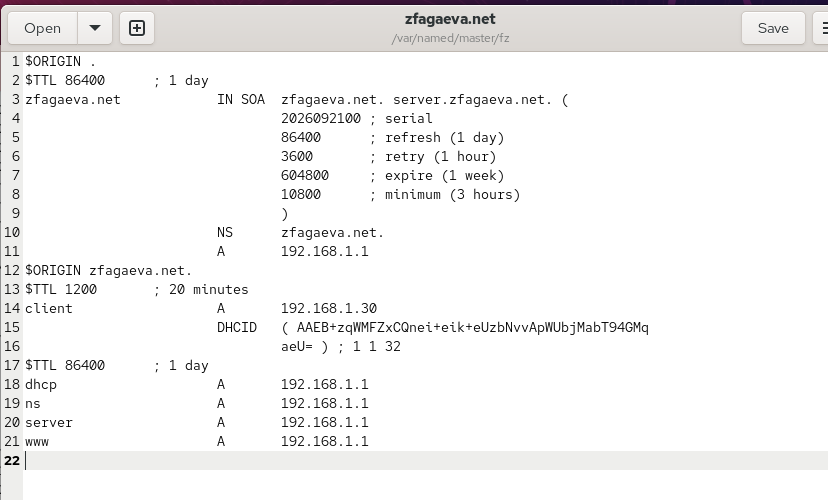 Open
zfagaeva.net
/var/named/master/fz
Save
1 $ORIGIN .
2 $TTL 86400      ; 1 day
3 zfagaeva.net            IN SOA  zfagaeva.net. server.zfagaeva.net. (
4                                 2026092100 ; serial
5                                 86400      ; refresh (1 day)
6                                 3600       ; retry (1 hour)
7                                 604800     ; expire (1 week)
8                                 10800      ; minimum (3 hours)
9                                 )
10                         NS      zfagaeva.net.
11                         A       192.168.1.1
12 $ORIGIN zfagaeva.net.
13 $TTL 1200       ; 20 minutes
14 client                  A       192.168.1.30
15                         DHCID   ( AAEB+zqWMFZxCQnei+eik+eUzbNvvApWUbjMabT94GMq
16                                 aeU= ) ; 1 1 32
17 $TTL 86400      ; 1 day
18 dhcp                    A       192.168.1.1
19 ns                      A       192.168.1.1
20 server                  A       192.168.1.1
21 www                     A       192.168.1.1
22